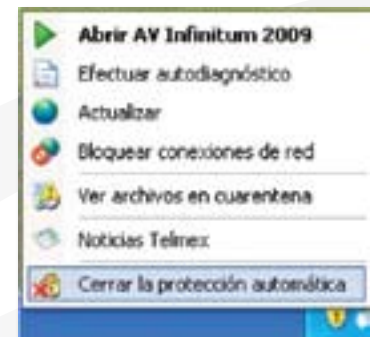 Abrir AV Infinitum 2009
Efectuar autodiagnóstico
Actualizar
Bloquear conexiones de red
Ver archivos en cuarentena
Noticias Telmex
Cerrar la protección automática